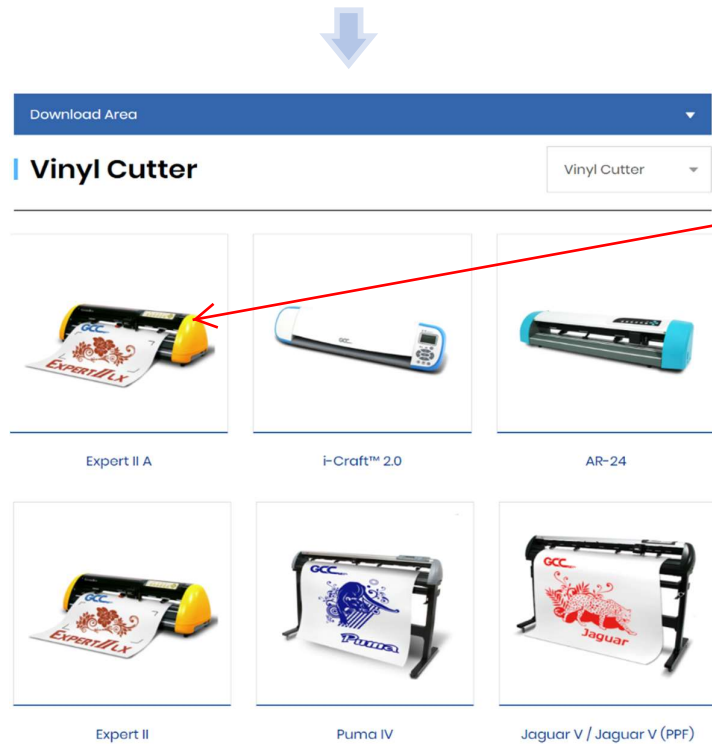 Download Area
Vinyl Cutter
Vinyl Cutter
GCC
EXPERT II LX
GCC
Expert II A
i-Craft™ 2.0
AR-24
GCC
EXPERT II LX
GCC
Puma
GCC
Jaguar
Expert II
Puma IV
Jaguar V / Jaguar V (PPF)